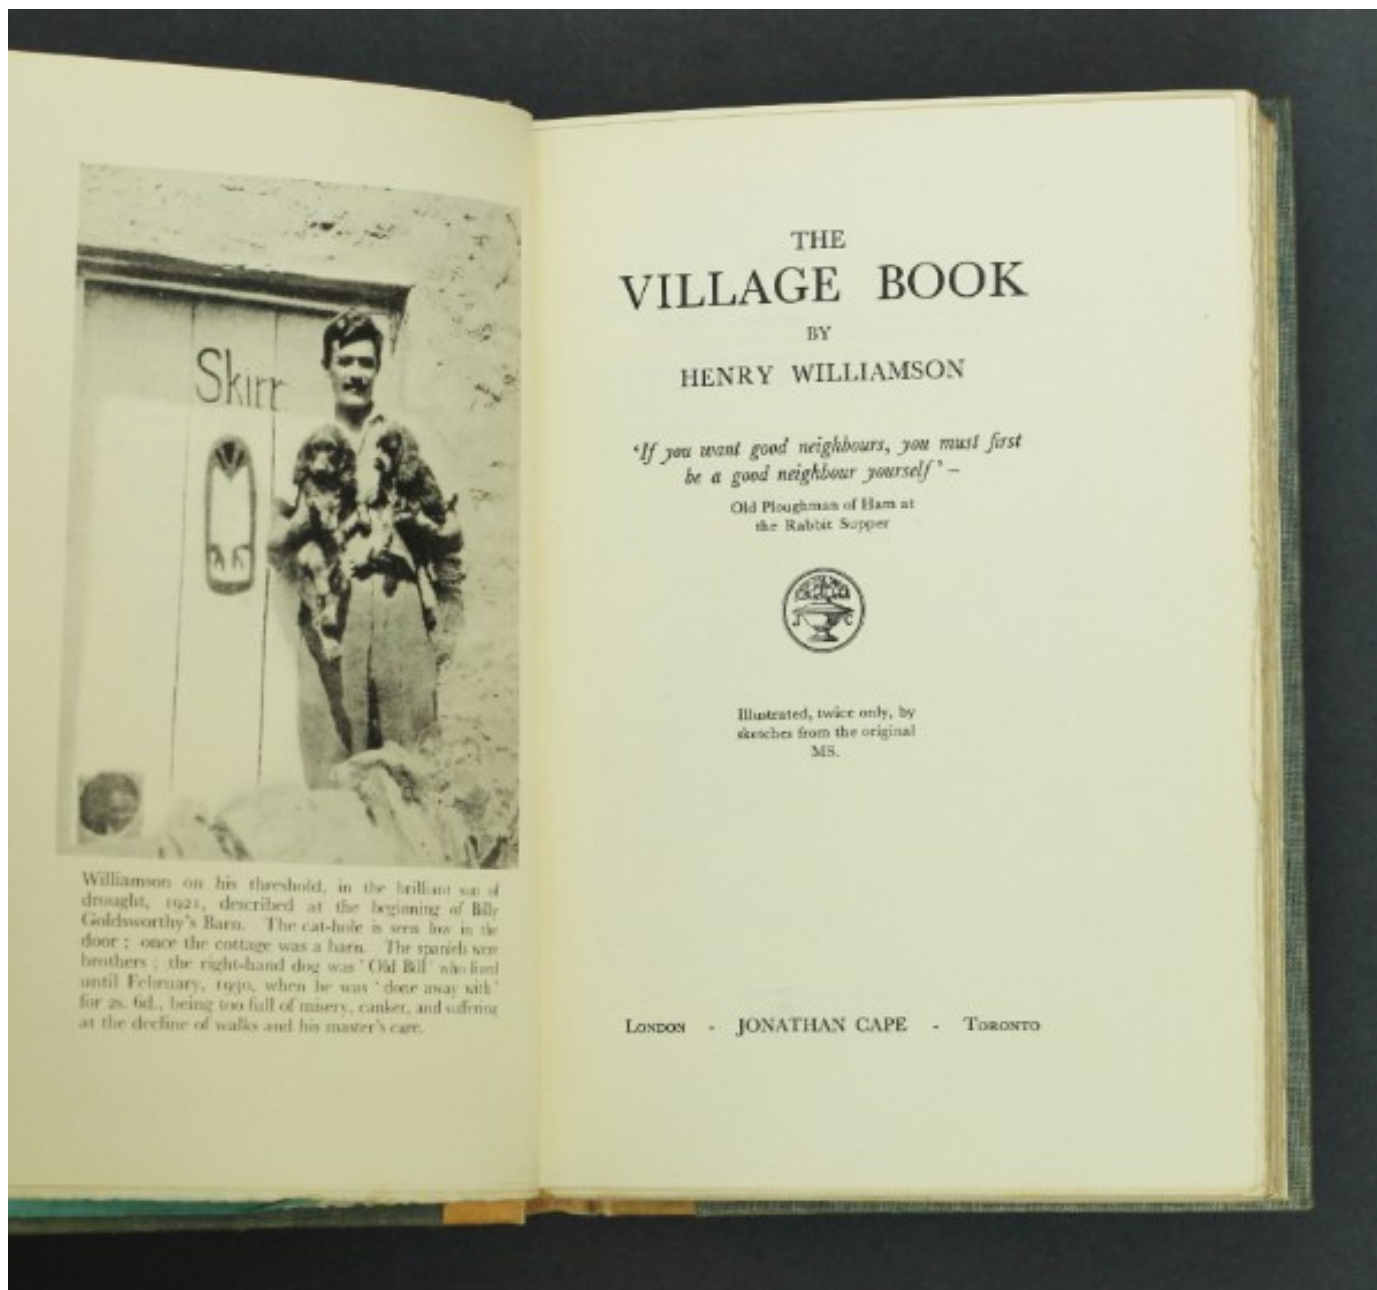 Skirr
Williamson on his threshold, in the brilliant sun of
drought, 1921, described at the beginning of Billy
Goldsworthy's Barn. The cat-hole is seen low in the
door ; once the cottage was a barn. The spaniels were
brothers ; the right-hand dog was 'Old Bill' who lived
until February, 1930, when he was 'done away with'
for 2s. 6d., being too full of misery, canker, and suffering
at the decline of walks and his master's care.
THE
VILLAGE BOOK
BY
HENRY WILLIAMSON
'If you want good neighbours, you must first
be a good neighbour yourself' –
Old Ploughman of Ham at
the Rabbit Supper
J C
Illustrated, twice only, by
sketches from the original
MS.
LONDON - JONATHAN CAPE - TORONTO